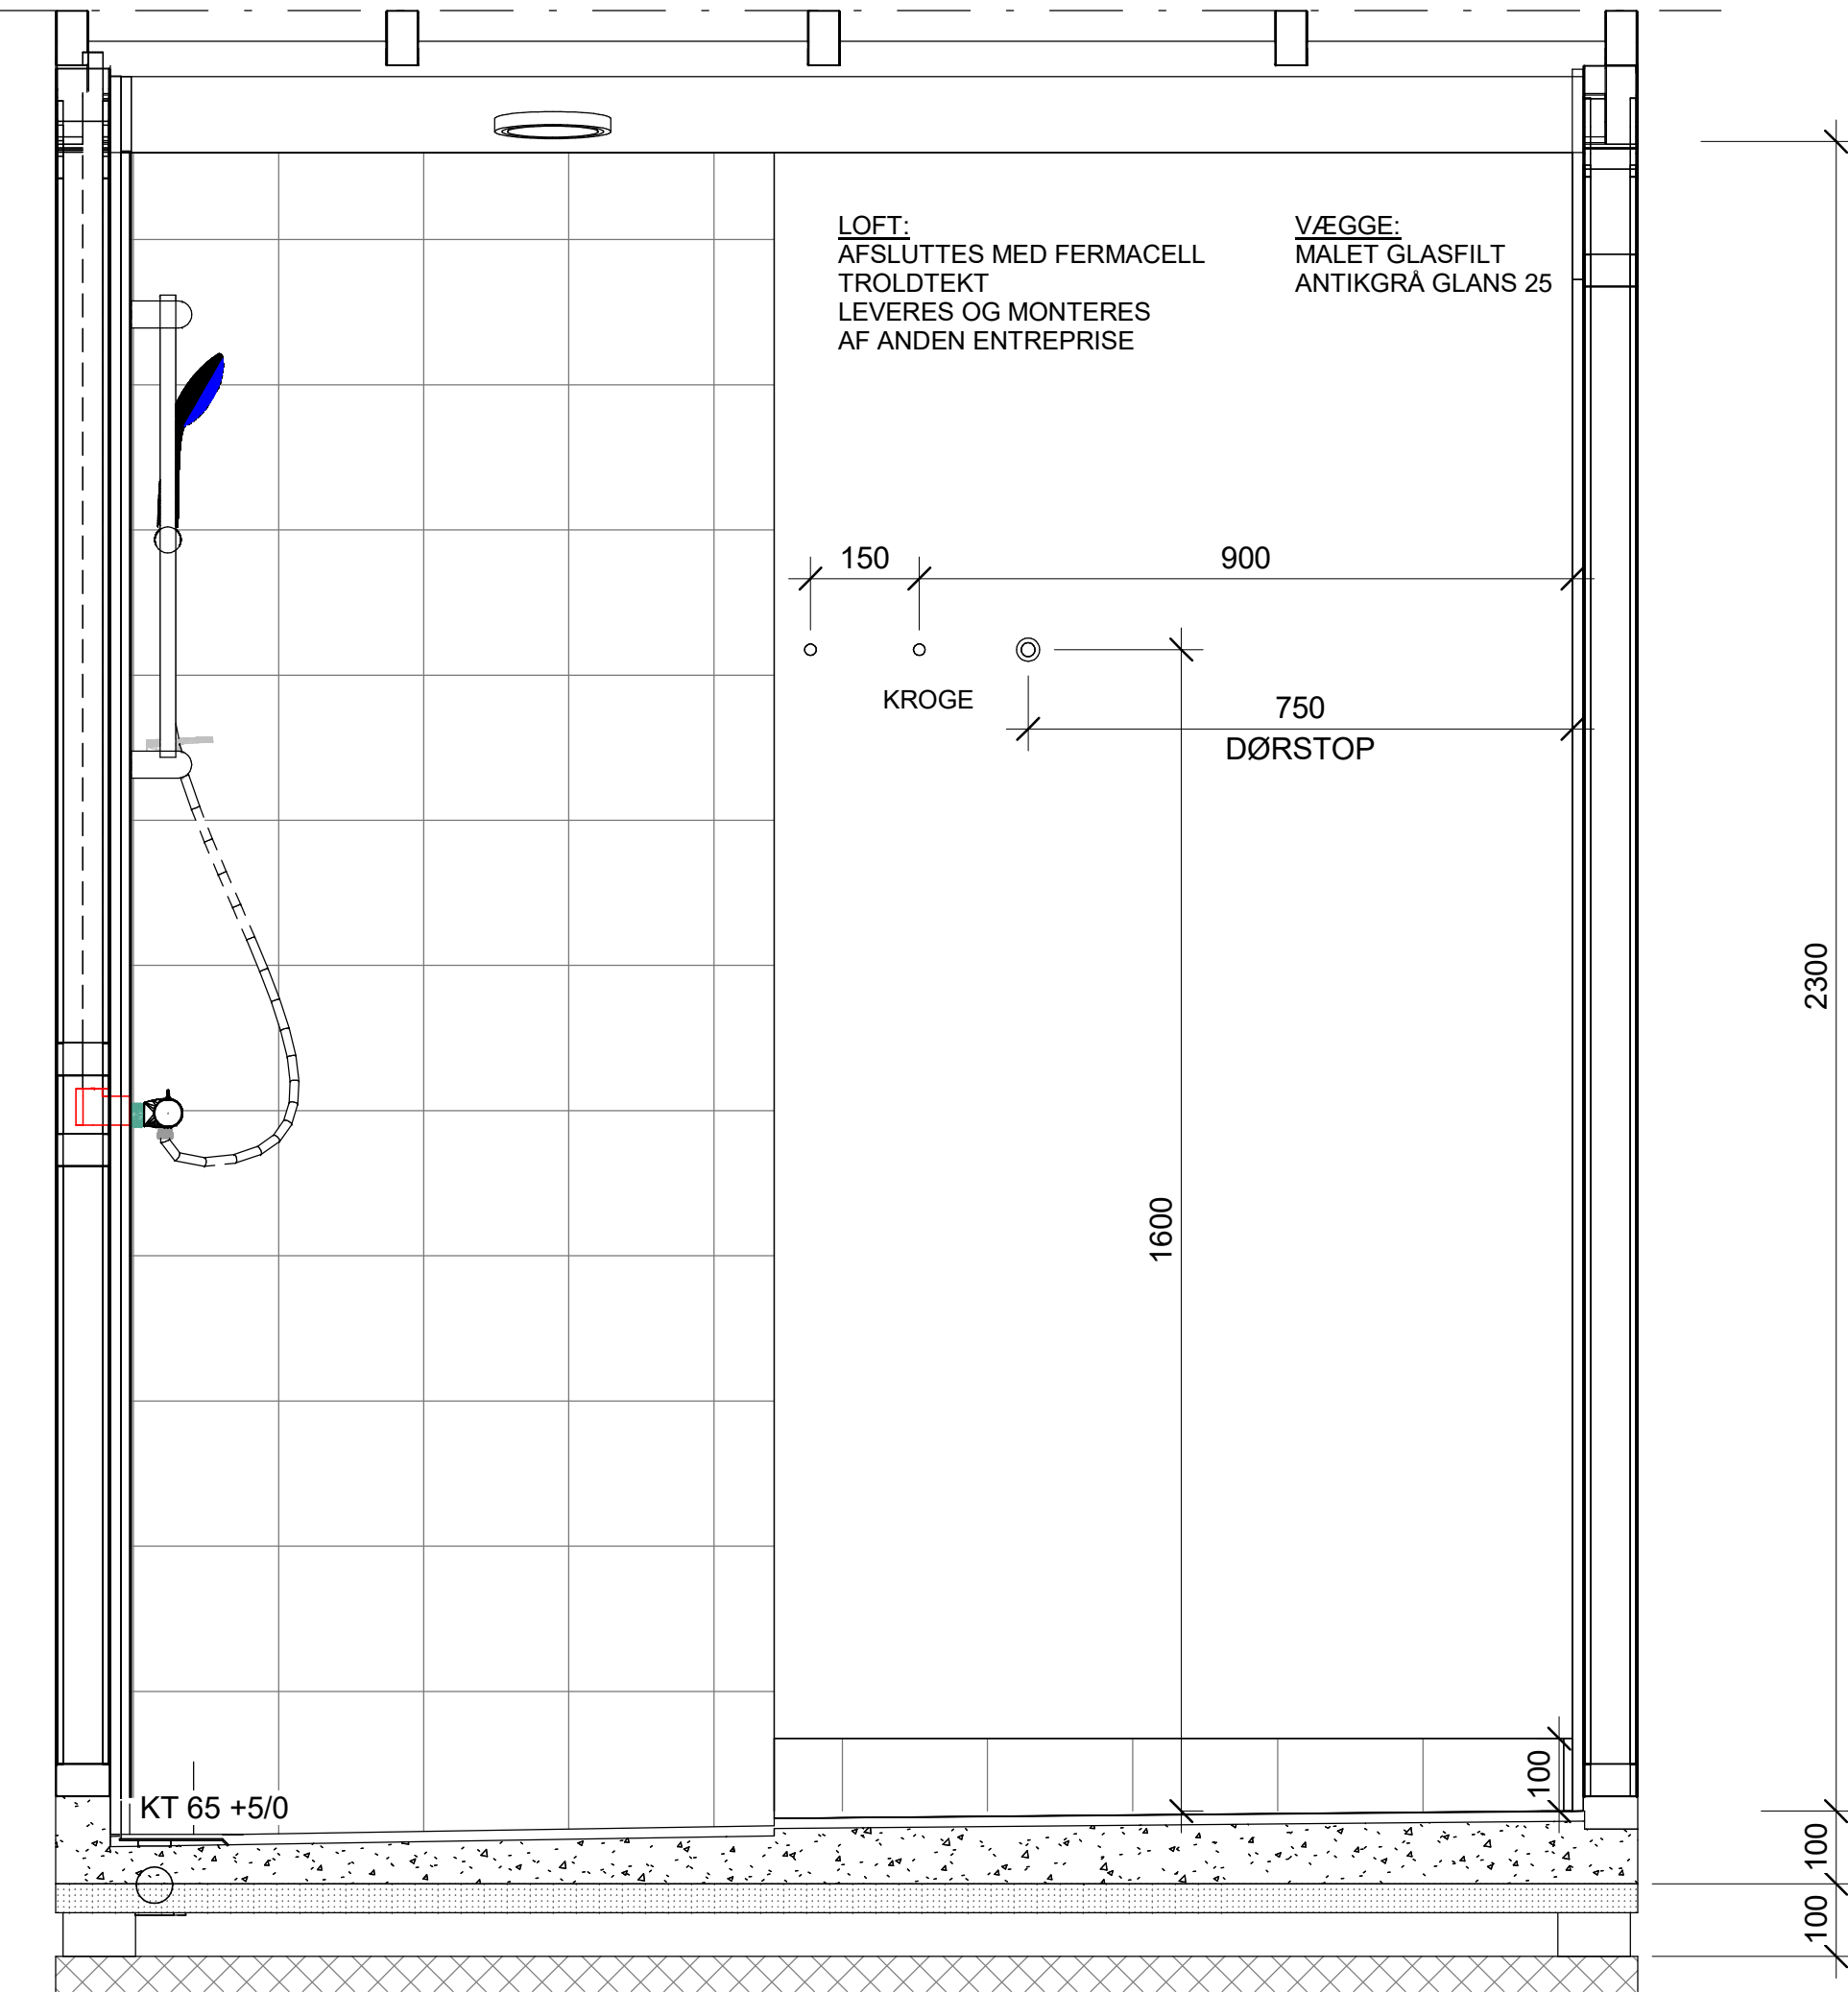 LOFT:
AFSLUTTES MED FERMACELL
TROLDTEKT
LEVERES OG MONTERES
AF ANDEN ENTREPRISE
VÆGGE:
MALET GLASFILT
ANTIKGRÅ GLANS 25
150
900
KROGE
750
DØRSTOP
2300
1600
100
KT 65 +5/0
100
100